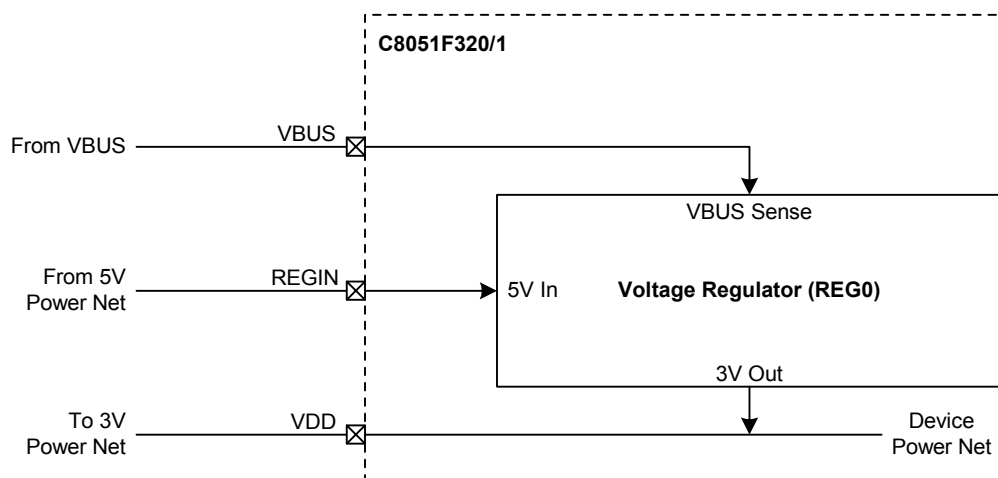 C8051F320/1
From VBUS
VBUS
VBUS Sense
From 5V
Power Net
REGIN
5V In
Voltage Regulator (REG0)
3V Out
To 3V
Power Net
VDD
Device
Power Net